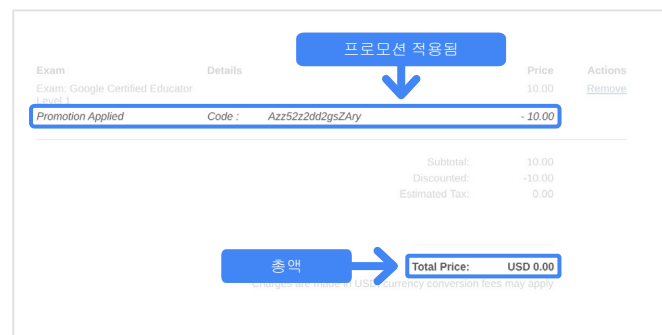 프로모션 적용됨
Exam Details Price Actions
Exam: Google Certified Educator 10.00 Remove
Level 1
Promotion Applied Code : Azz52z2dd2gsZAry - 10.00
Subtotal: 10.00
Discounted: -10.00
Estimated Tax: 0.00
총액
Total Price: USD 0.00
Charges are made in USD, currency conversion fees may apply